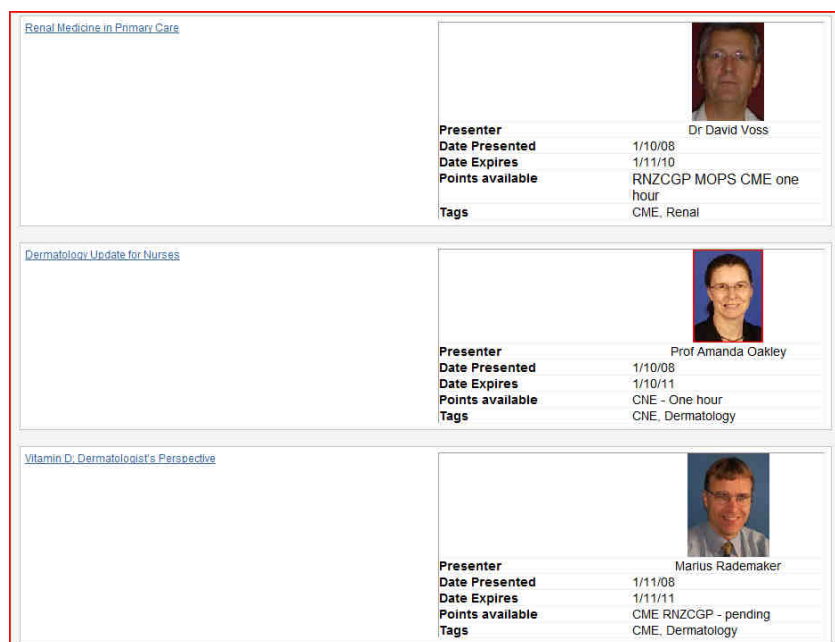 Renal Medicine in Primary Care
Presenter Dr David Voss
Date Presented 1/10/08
Date Expires 1/11/10
Points available RNZCGP MOPS CME one
hour
Tags CME, Renal
Dermatology Update for Nurses
Presenter Prof Amanda Oakley
Date Presented 1/10/08
Date Expires 1/10/11
Points available CNE - One hour
Tags CNE, Dermatology
Vitamin D; Dermatologist's Perspective
Presenter Marius Rademaker
Date Presented 1/11/08
Date Expires 1/11/11
Points available CME RNZCGP - pending
Tags CME, Dermatology